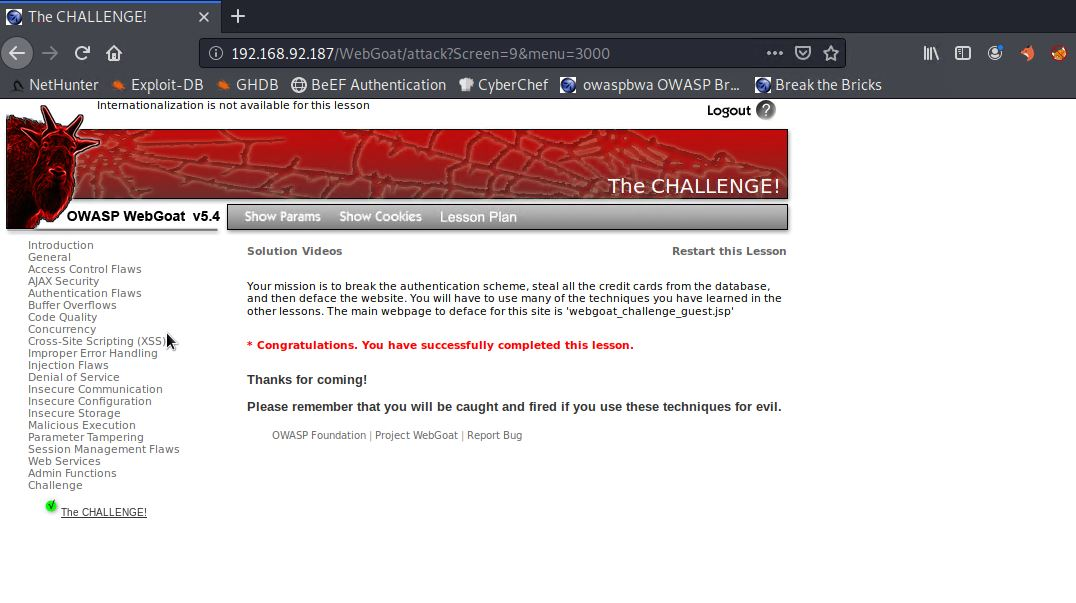 The CHALLENGE!
192.168.92.187/WebGoat/attack?Screen=9&menu=3000
NetHunter Exploit-DB GHDB BeEF Authentication CyberChef owaspbwa OWASP Br... Break the Bricks
Internationalization is not available for this lesson
Logout ?
The CHALLENGE!
OWASP WebGoat v5.4
Show Params Show Cookies Lesson Plan
Introduction
General
Access Control Flaws
AJAX Security
Authentication Flaws
Buffer Overflows
Code Quality
Concurrency
Cross-Site Scripting (XSS)
Improper Error Handling
Injection Flaws
Denial of Service
Insecure Communication
Insecure Configuration
Insecure Storage
Malicious Execution
Parameter Tampering
Session Management Flaws
Web Services
Admin Functions
Challenge
The CHALLENGE!
Solution Videos Restart this Lesson
Your mission is to break the authentication scheme, steal all the credit cards from the database,
and then deface the website. You will have to use many of the techniques you have learned in the
other lessons. The main webpage to deface for this site is 'webgoat_challenge_guest.jsp'
* Congratulations. You have successfully completed this lesson.
Thanks for coming!
Please remember that you will be caught and fired if you use these techniques for evil.
OWASP Foundation | Project WebGoat | Report Bug